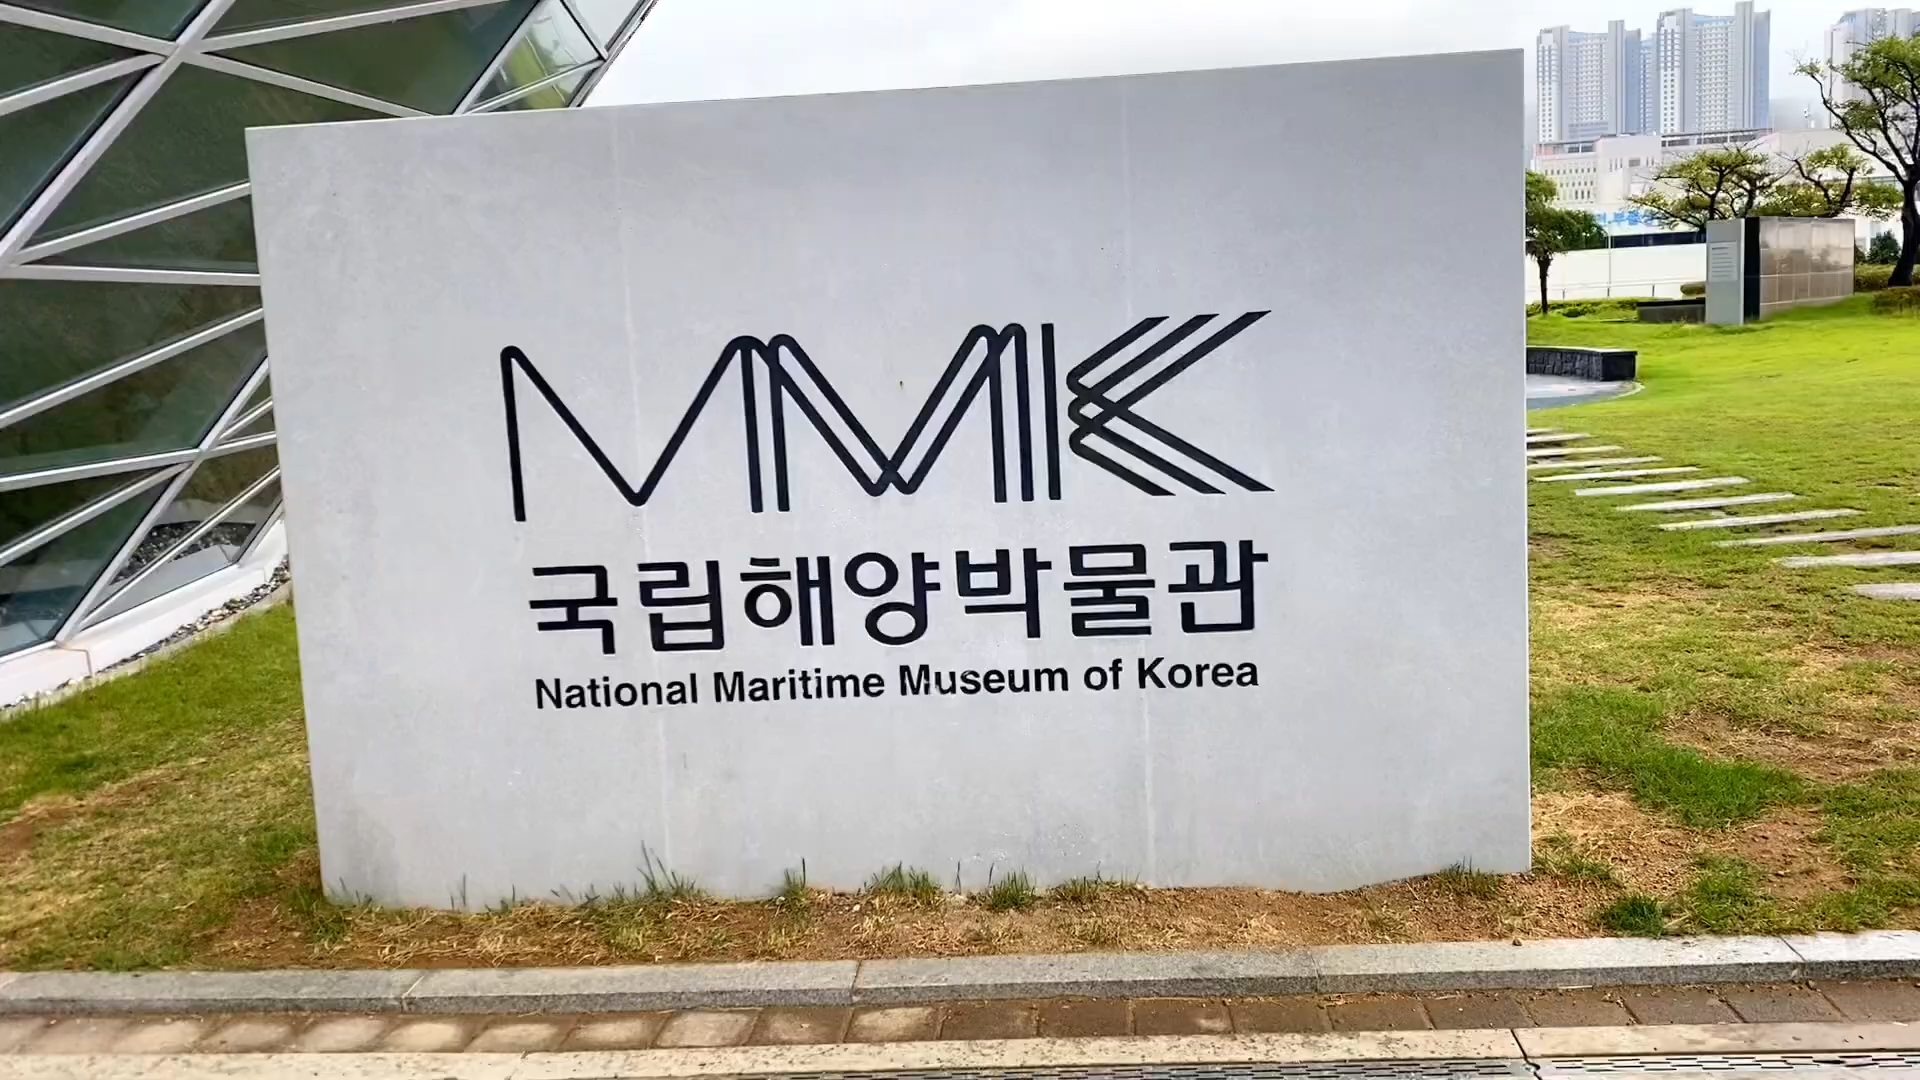 MMK
국립해양박물관
National Maritime Museum of Korea